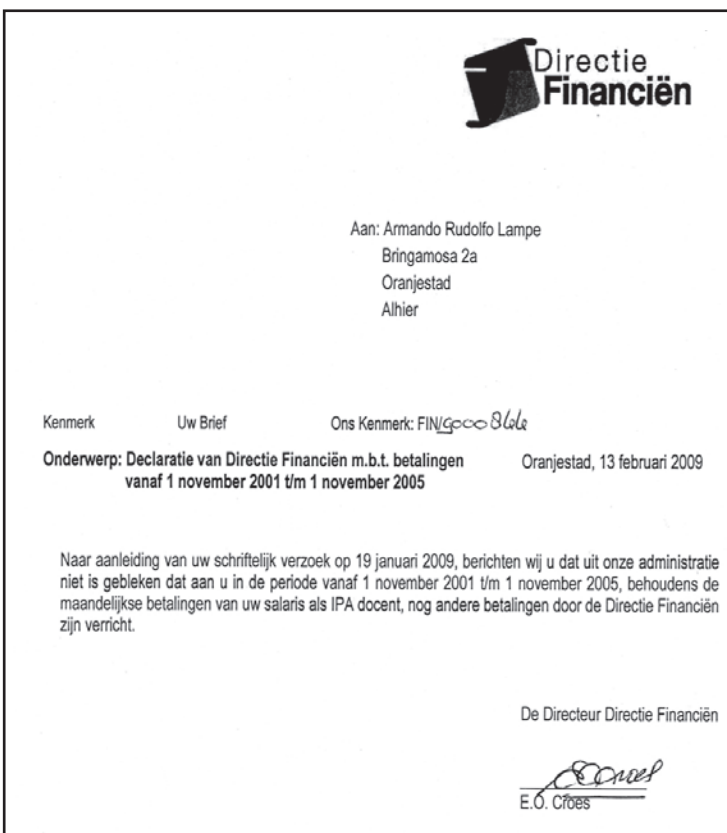 Directie
Financiën
Aan: Armando Rudolfo Lampe
Bringamosa 2a
Oranjestad
Alhier
Kenmerk Uw Brief Ons Kenmerk: FIN/
Onderwerp: Declaratie van Directie Financiën m.b.t. betalingen Oranjestad, 13 februari 2009
vanaf 1 november 2001 t/m 1 november 2005
Naar aanleiding van uw schriftelijk verzoek op 19 januari 2009, berichten wij u dat uit onze administratie
niet is gebleken dat aan u in de periode vanaf 1 november 2001 t/m 1 november 2005, behoudens de
maandelijkse betalingen van uw salaris als IPA docent, nog andere betalingen door de Directie Financiën
zijn verricht.
De Directeur Directie Financiën
E.O. Croes